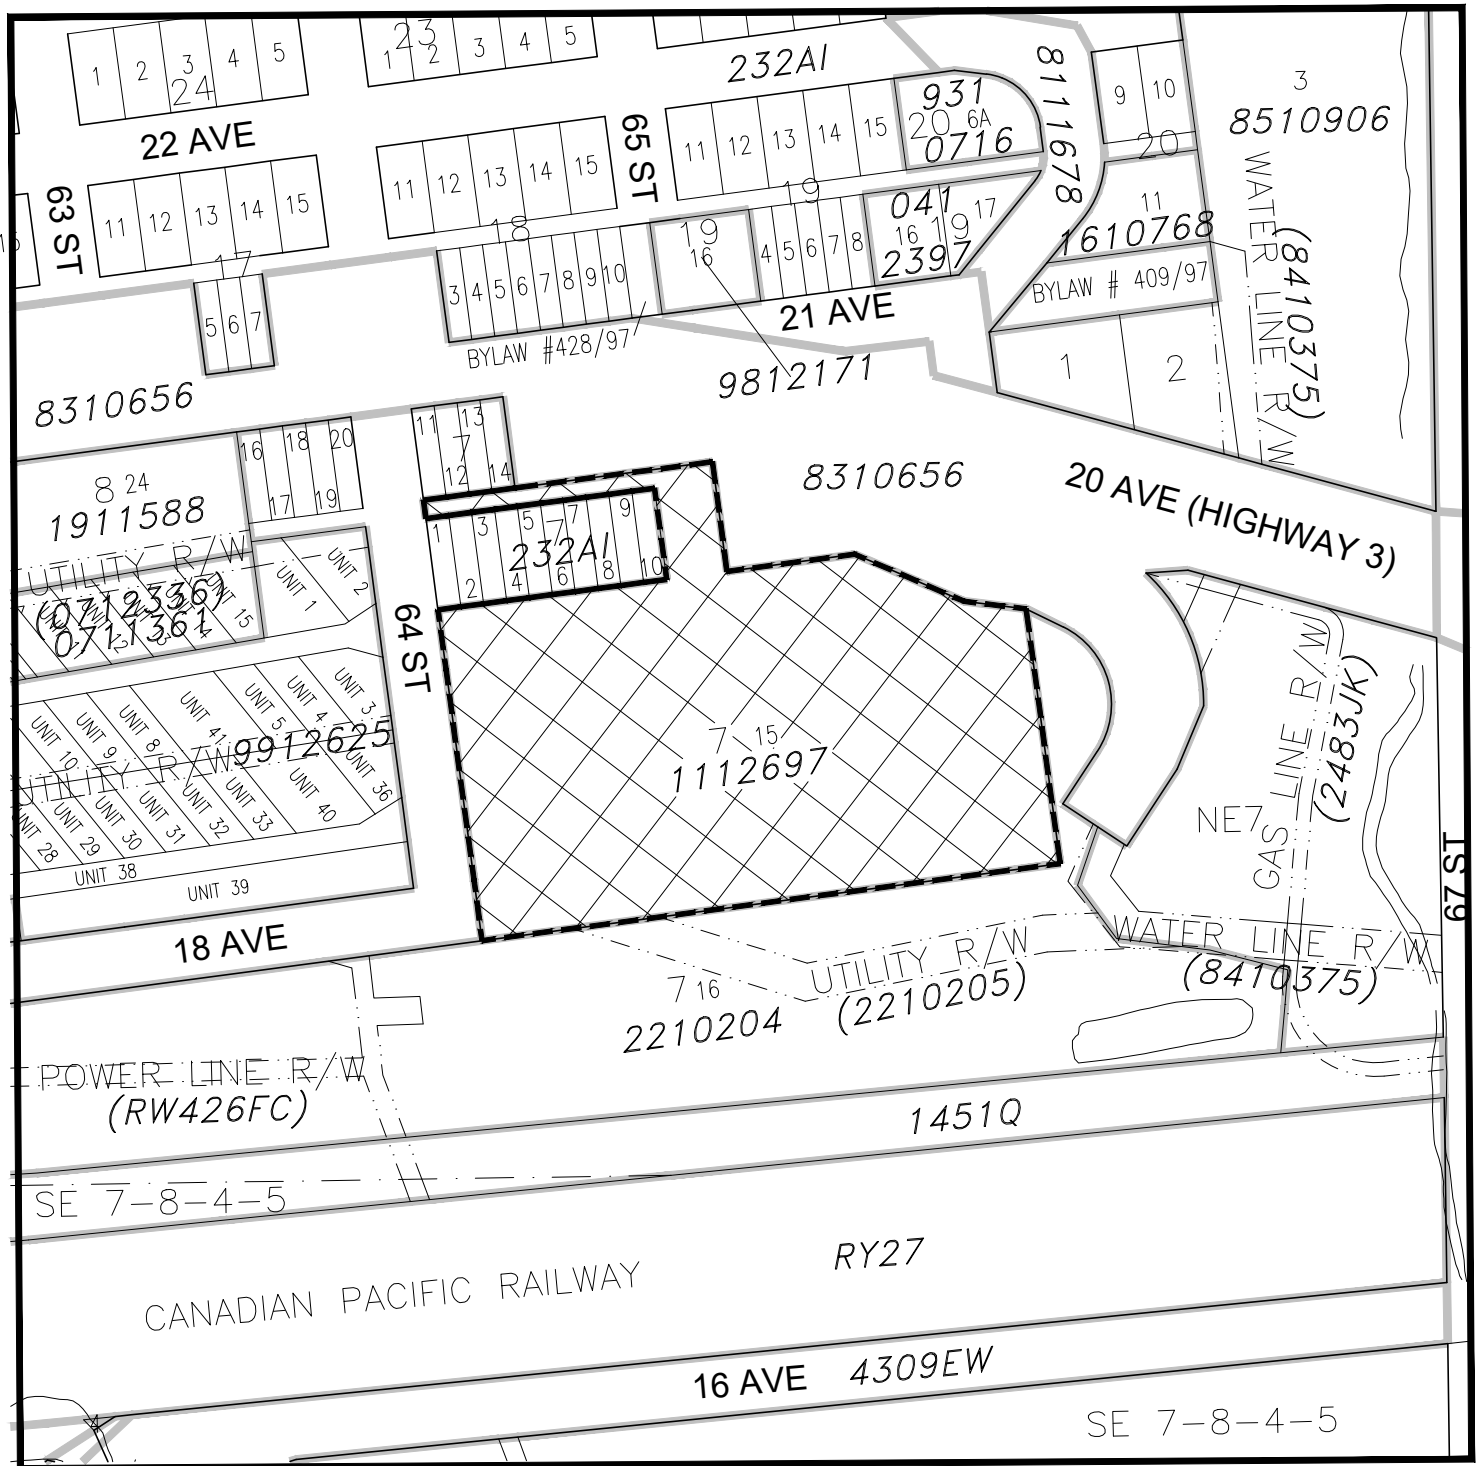 23
1 2 3 4 5
1 2 3 4 5
24
232AI
22 AVE
65 ST
8111678
9 10
20
3
8510906
931
20 6A
0716
11 12 13 14 15
11 12 13 14 15
18
19
63 ST
11 12 13 14 15
17
5 6 7
3 4 5 6 7 8 9 10
19
16
4 5 6 7 8
041
16 19 17
2397
11
1610768
BYLAW # 409/97
WATER LINE R/W
(8410375)
21 AVE
BYLAW #428/97
9812171
1 2
8310656
8310656
20 AVE (HIGHWAY 3)
16 18 20
17 19
11 13
7
12 14
8 24
1911588
UTILITY R/W
(0712336)
0711361
15
UNIT 1
UNIT 2
1 3 5 7 9
7
232AI
2 4 6 8 10
64 ST
UNIT 3
UNIT 4
UNIT 5
UNIT 41
UNIT 8
UNIT 9
UNIT 10
UTILITY R/W
9912625
UNIT 36
UNIT 40
UNIT 33
UNIT 32
UNIT 31
UNIT 30
UNIT 29
UNIT 28
UNIT 38
UNIT 39
7 15
1112697
GAS LINE R/W
(2483JK)
NE7
62 ST
18 AVE
UTILITY R/W
(2210205)
WATER LINE R/W
(8410375)
7 16
2210204
POWER LINE R/W
(RW426FC)
1451Q
SE 7-8-4-5
RY27
CANADIAN PACIFIC RAILWAY
16 AVE
4309EW
SE 7-8-4-5